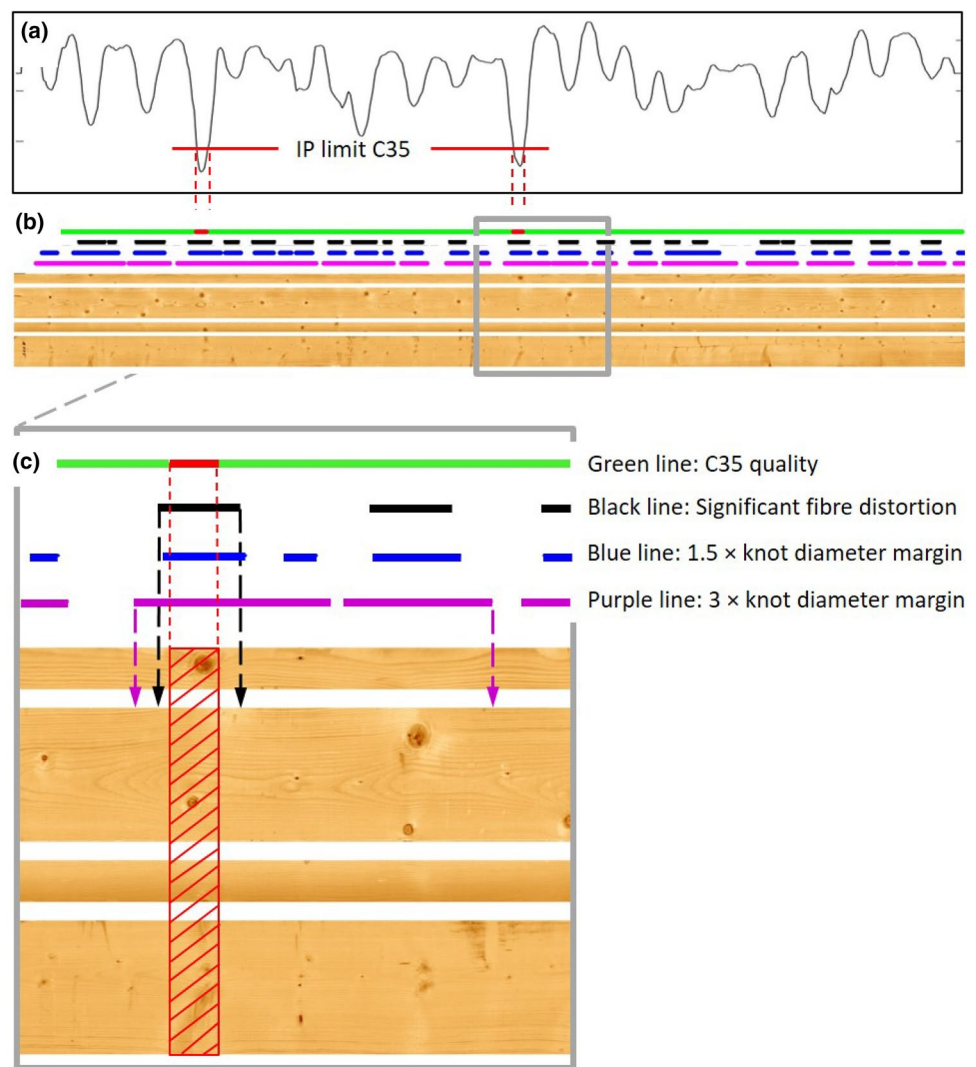 (a)
IP limit C35
(b)
(c)
Green line: C35 quality
Black line: Significant fibre distortion
Blue line: 1.5 × knot diameter margin
Purple line: 3 × knot diameter margin